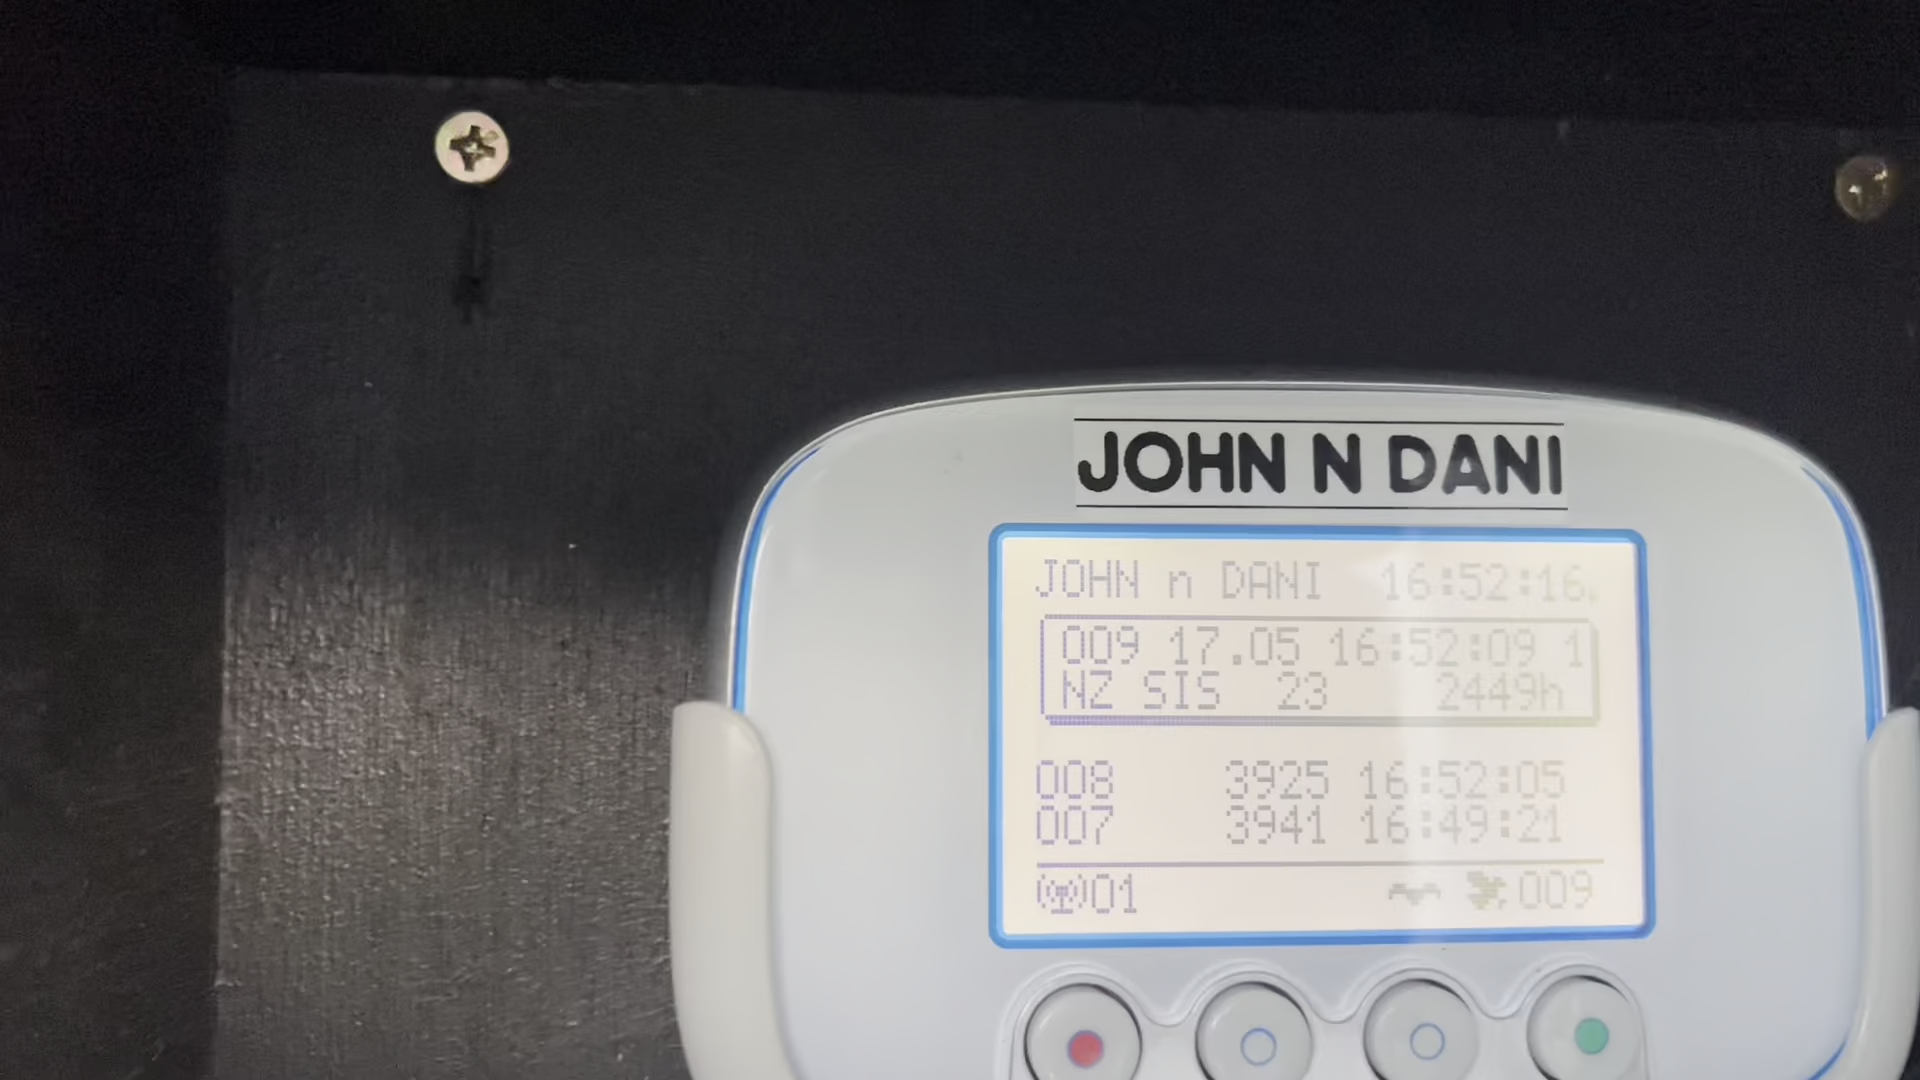 JOHN N DANI
JOHN n DANI 16:52:16
009 17.05 16:52:09 1
NZ SIS 23 2449h
008 3925 16:52:05
007 3941 16:49:21
01 009